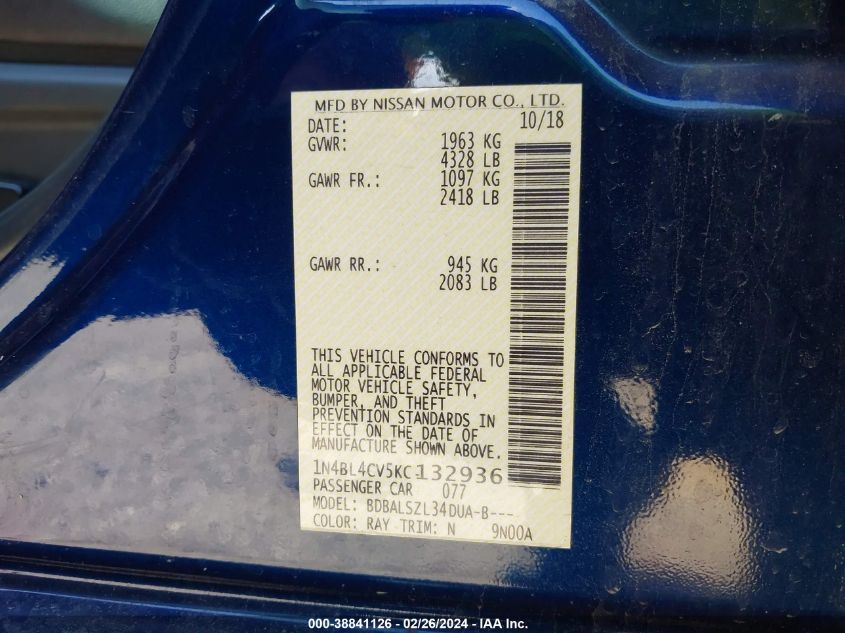 MFD BY NISSAN MOTOR CO., LTD.
DATE: 10/18
GVWR: 1963 KG
4328 LB
GAWR FR.: 1097 KG
2418 LB
GAWR RR.: 945 KG
2083 LB
THIS VEHICLE CONFORMS TO
ALL APPLICABLE FEDERAL
MOTOR VEHICLE SAFETY,
BUMPER, AND THEFT
PREVENTION STANDARDS IN
EFFECT ON THE DATE OF
MANUFACTURE SHOWN ABOVE.
1N4BL4CV5KC132936
PASSENGER CAR 077
MODEL: BDBALSZL34DUA-B---
COLOR: RAY TRIM: N 9N00A
000-38841126 - 02/26/2024 - IAA Inc.